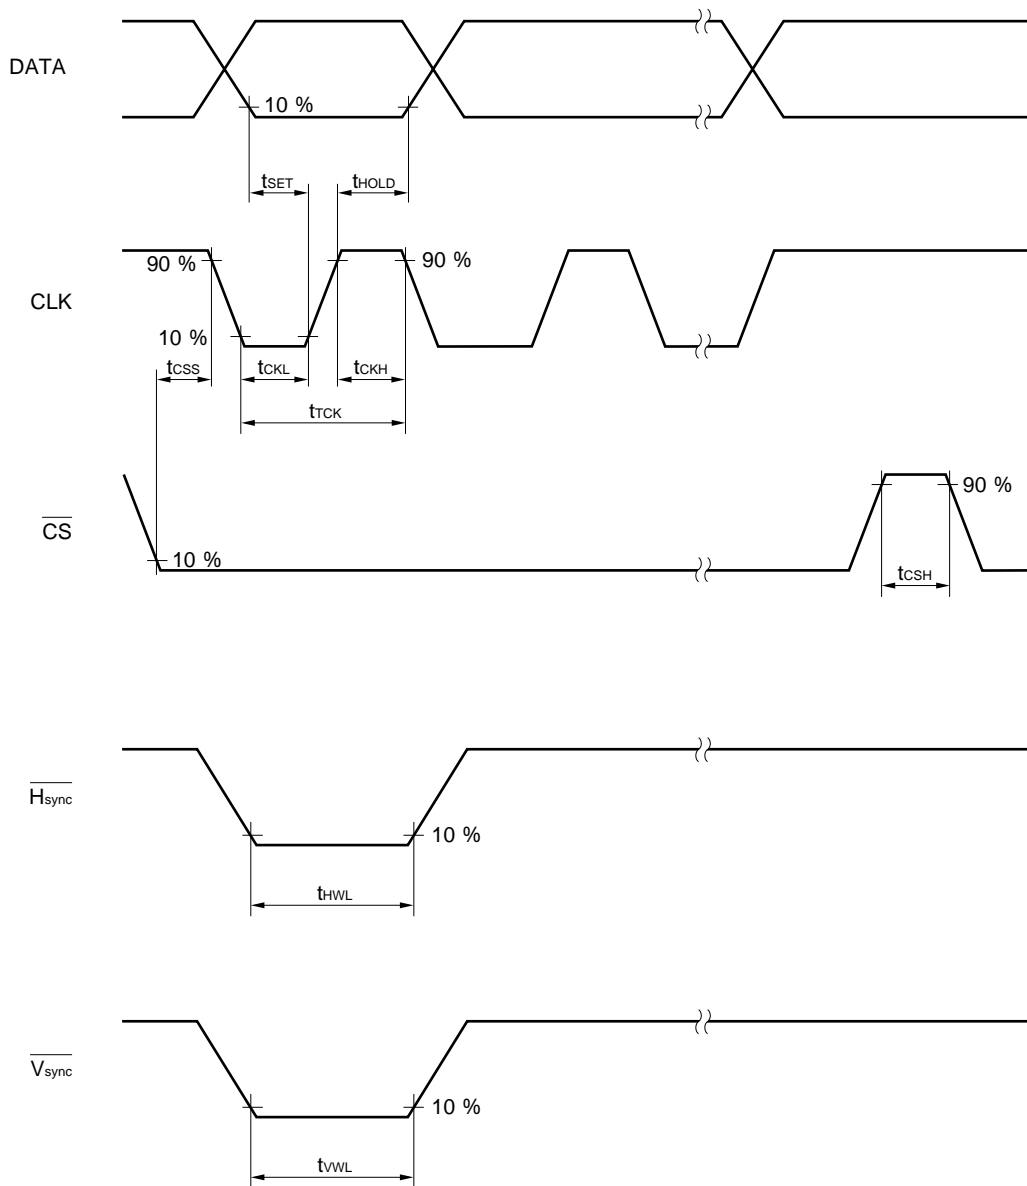 DATA
10 %
tSET
tHOLD
CLK
90 %
90 %
10 %
tCSS
tCKL
tCKH
tTCK
CS
10 %
90 %
tCSH
Hsync
10 %
tHWL
Vsync
10 %
tVWL